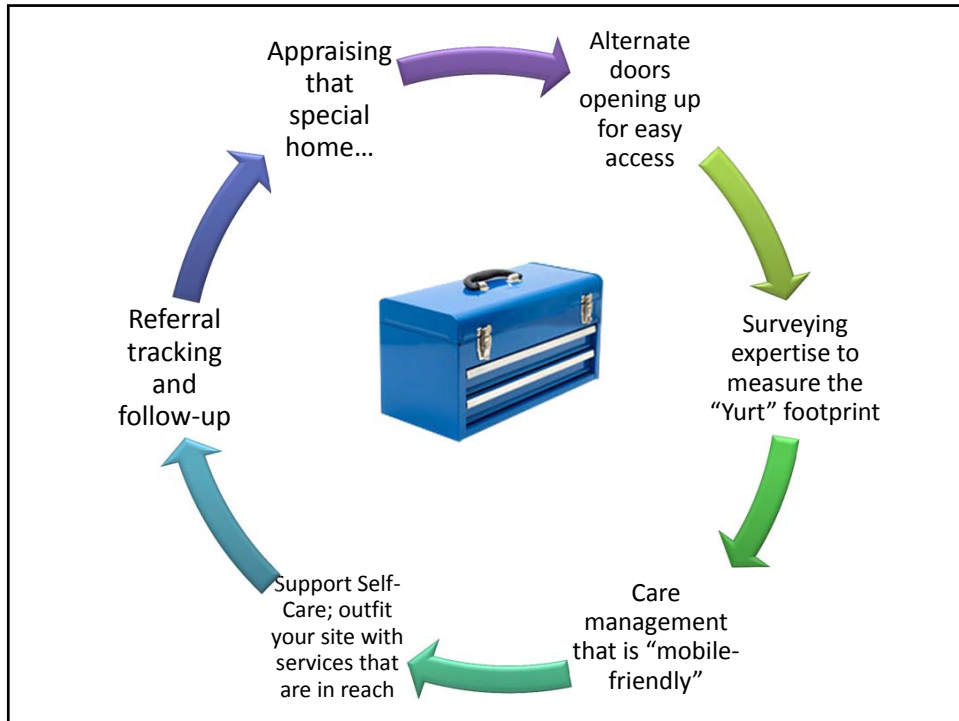 Appraising
that
special
home…
Alternate
doors
opening up
for easy
access
Surveying
expertise to
measure the
“Yurt” footprint
Care
management
that is “mobile-
friendly”
Support Self-
Care; outfit
your site with
services that
are in reach
Referral
tracking
and
follow-up